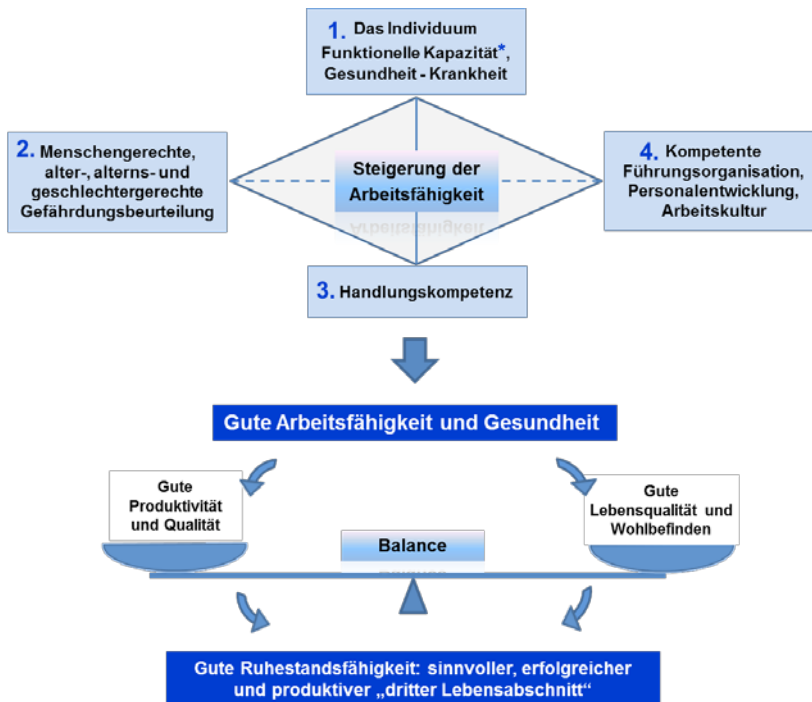 1. Das Individuum
Funktionelle Kapazität*,
Gesundheit - Krankheit
2. Menschengerechte,
alter-, alterns- und
geschlechtergerechte
Gefährdungsbeurteilung
Steigerung der
Arbeitsfähigkeit
4. Kompetente
Führungsorganisation,
Personalentwicklung,
Arbeitskultur
3. Handlungskompetenz
Gute Arbeitsfähigkeit und Gesundheit
Gute
Produktivität
und Qualität
Gute
Lebensqualität und
Wohlbefinden
Balance
Gute Ruhestandsfähigkeit: sinnvoller, erfolgreicher
und produktiver „dritter Lebensabschnitt“